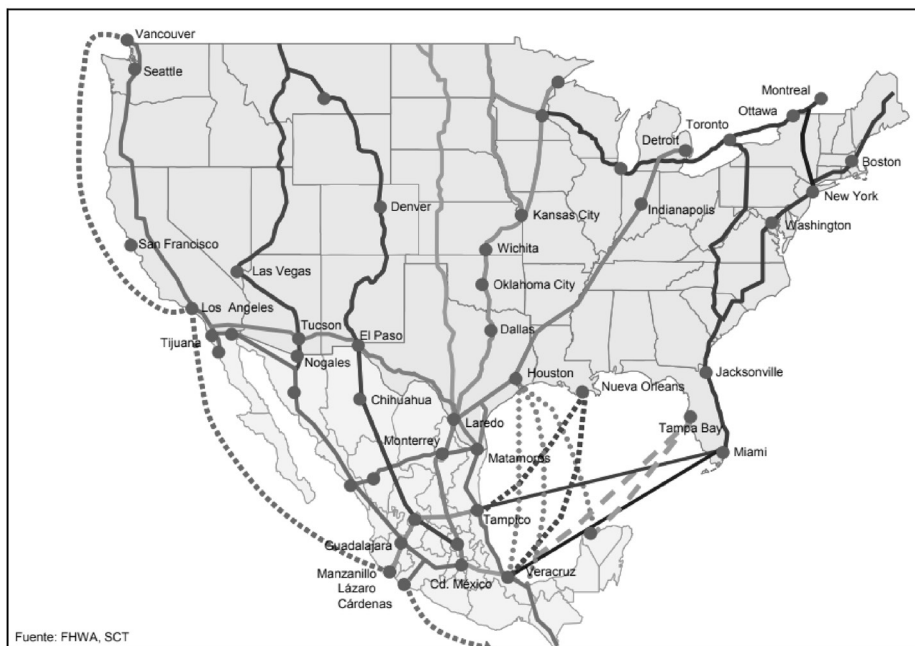 Vancouver
Seattle
Montreal
Ottawa
Toronto
Detroit
Boston
New York
Denver
Kansas City
Indianapolis
Washington
San Francisco
Wichita
Las Vegas
Oklahoma City
Los Angeles
Tucson
El Paso
Dallas
Tijuana
Nogales
Houston
Jacksonville
Nueva Orleans
Chihuahua
Laredo
Tampa Bay
Monterrey
Matamoros
Miami
Tampico
Guadalajara
Manzanillo
Lázaro
Cárdenas
Cd. México
Veracruz
Fuente: FHWA, SCT